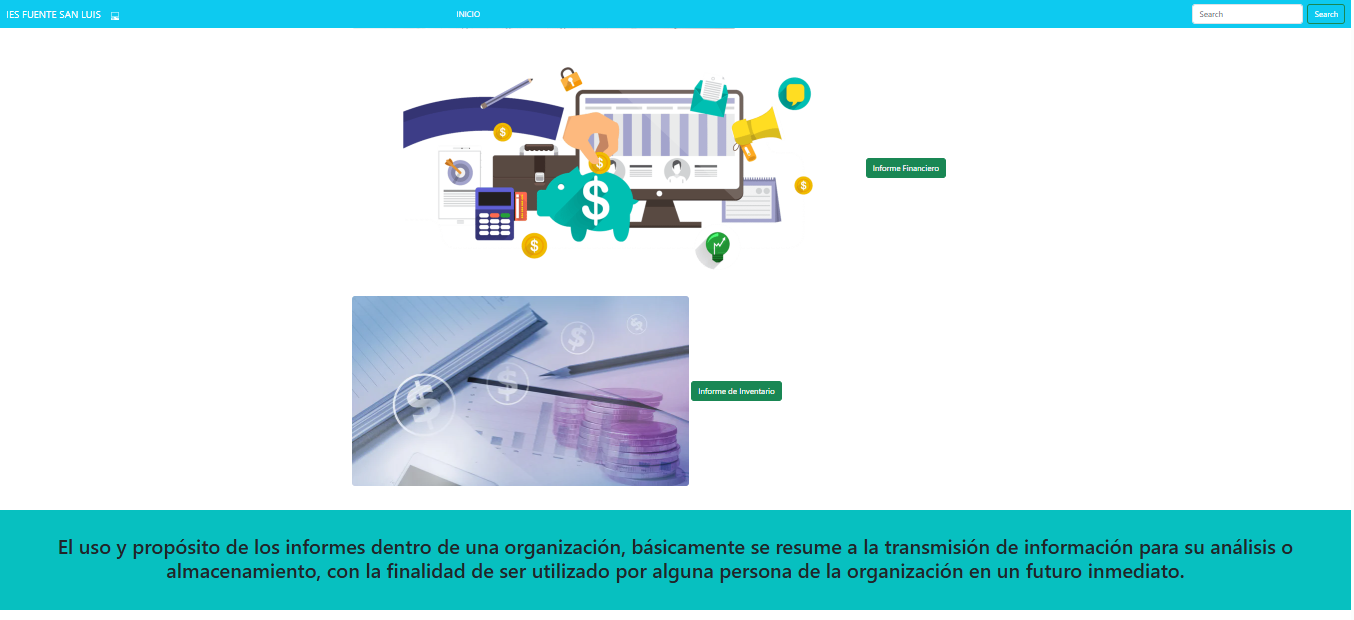 IES FUENTE SAN LUIS
INICIO
Search
Search
Informe Financiero
Informe de Inventario
El uso y propósito de los informes dentro de una organización, básicamente se resume a la transmisión de información para su análisis o
almacenamiento, con la finalidad de ser utilizado por alguna persona de la organización en un futuro inmediato.